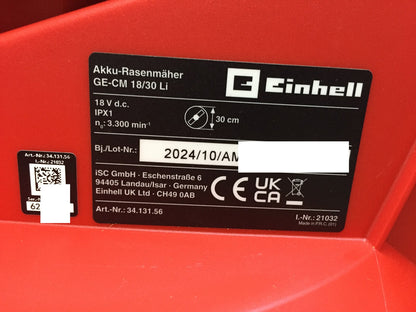 Akku-Rasenmäher
GE-CM 18/30 Li
Einhell
18 V d.c.
IPX1
n₀: 3.300 min⁻¹
30 cm
Bj./Lot-Nr.:
2024/10/AM
iSC GmbH · Eschenstraße 6
94405 Landau/Isar · Germany
Einhell UK Ltd · CH49 0AB
CE UK CA
Art.-Nr.: 34.131.56
I.-Nr.: 21032
Made in P.R.C. (01)
Art.-Nr.: 34.131.56
I.-Nr.: 21032
62